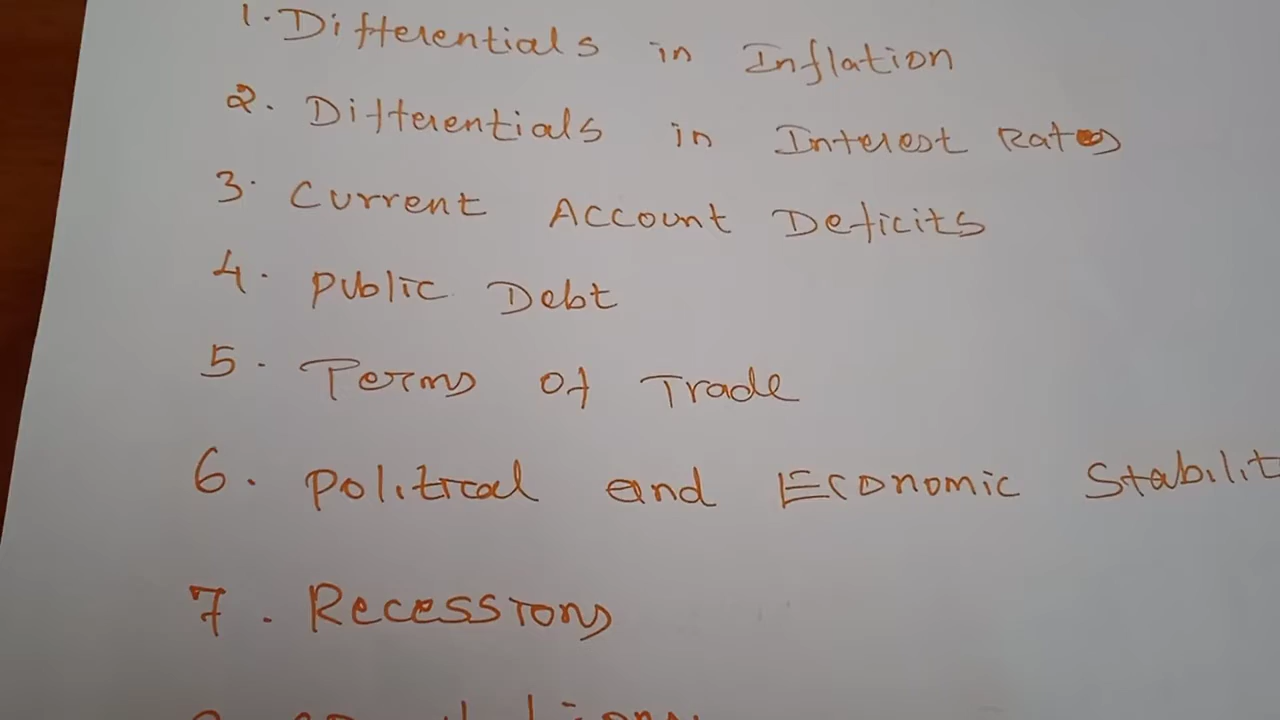 1. Differentials in Inflation
2. Differentials in Interest Rates
3. Current Account Deficits
4. Public Debt
5. Terms of Trade
6. Political and Economic Stabilit
7. Recessions